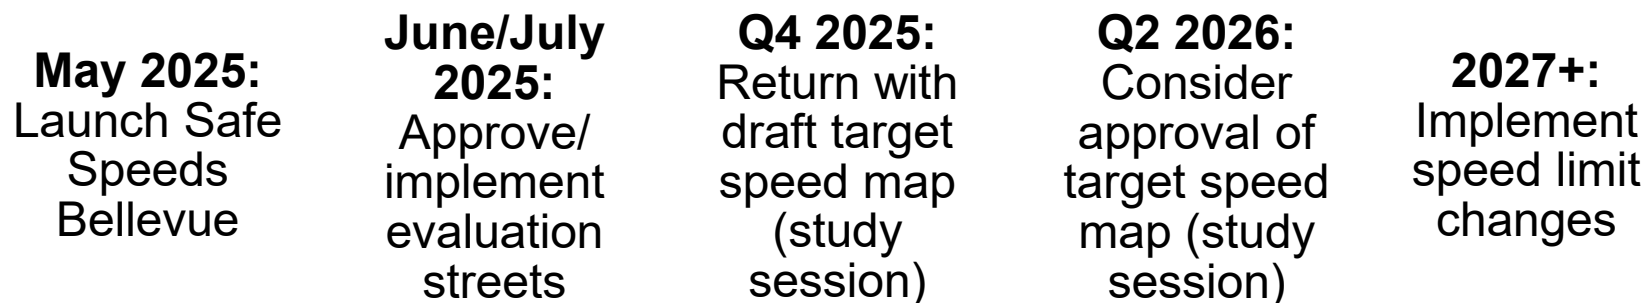 May 2025:
Launch Safe
Speeds
Bellevue
June/July
2025:
Approve/
implement
evaluation
streets
Q4 2025:
Return with
draft target
speed map
(study
session)
Q2 2026:
Consider
approval of
target speed
map (study
session)
2027+:
Implement
speed limit
changes